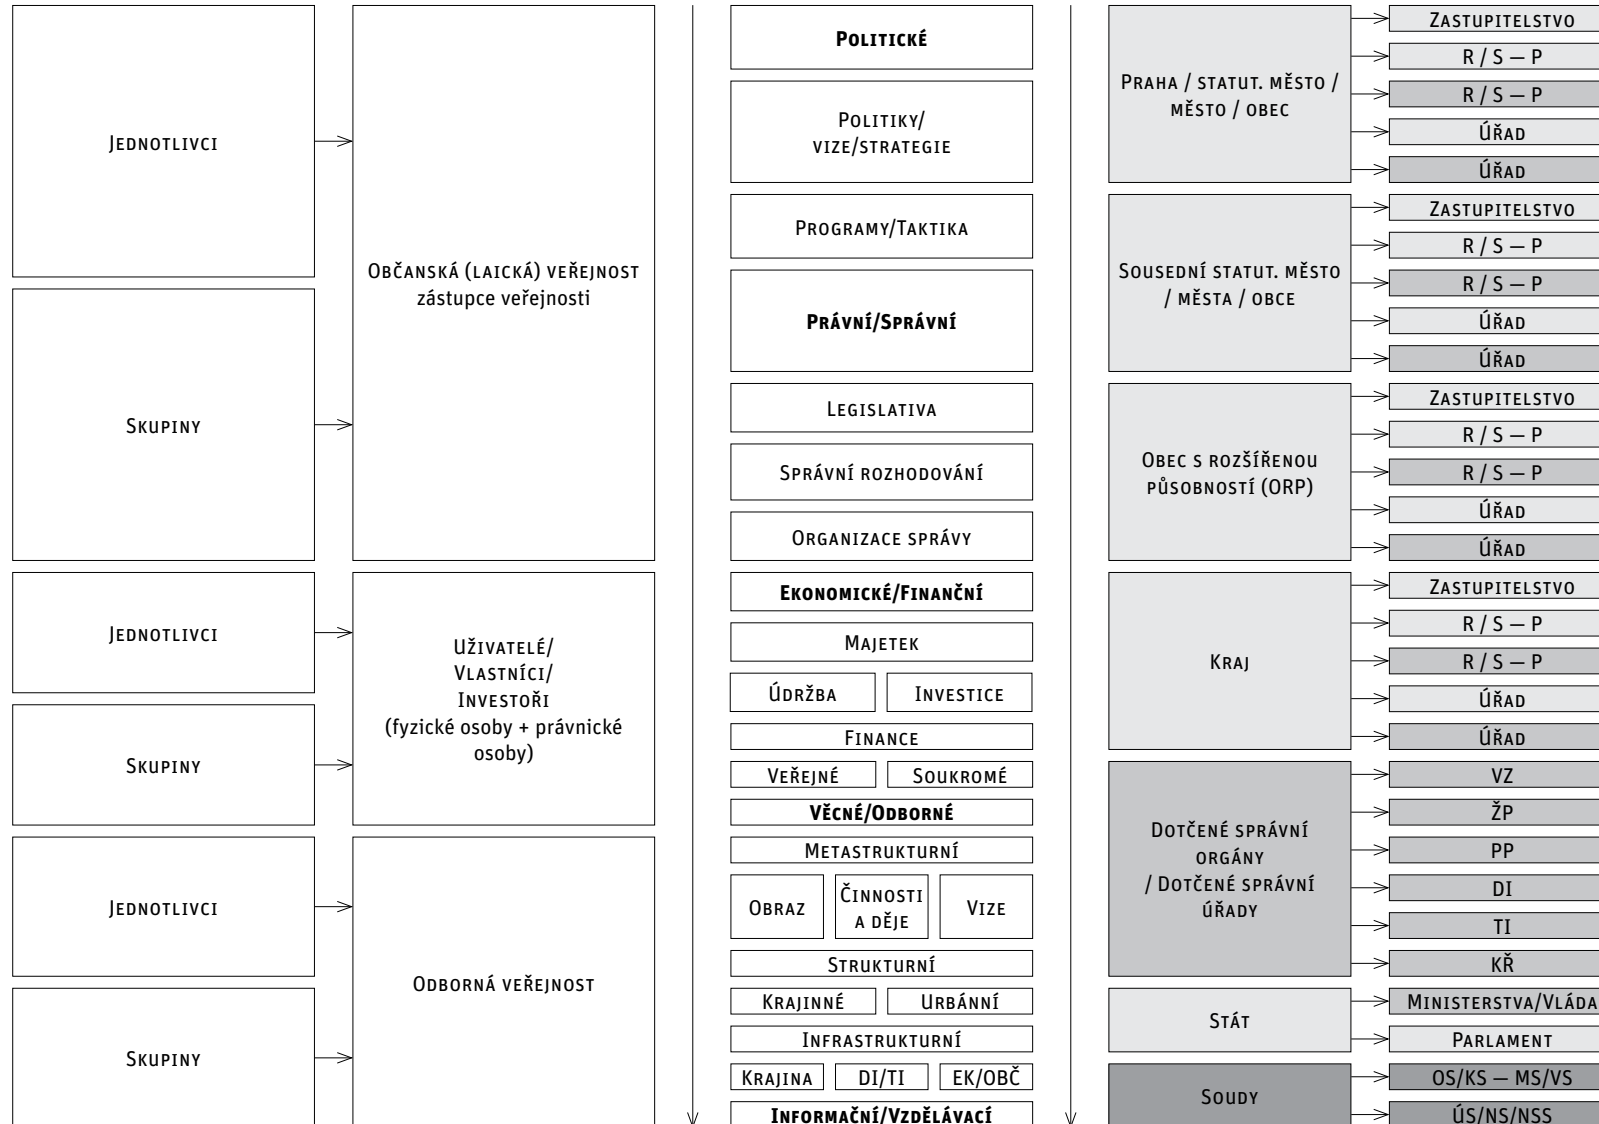 Jednotlivci
Skupiny
Občanská (laická) veřejnost
zástupce veřejnosti
Jednotlivci
Skupiny
Uživatelé/
Vlastníci/
Investoři
(fyzické osoby + právnické
osoby)
Jednotlivci
Skupiny
Odborná veřejnost
Politické
Politiky/
vize/strategie
Programy/Taktika
Právní/Správní
Legislativa
Správní rozhodování
Organizace správy
Ekonomické/Finanční
Majetek
Údržba
Investice
Finance
Veřejné
Soukromé
Věcné/Odborné
Metastrukturní
Obraz
Činnosti
a děje
Vize
Strukturní
Krajinné
Urbánní
Infrastrukturní
Krajina
DI/TI
EK/OBČ
Informační/Vzdělávací
Praha / statut. město /
město / obec
Zastupitelstvo
R / S — P
R / S — P
Úřad
Úřad
Sousední statut. město
/ města / obce
Zastupitelstvo
R / S — P
R / S — P
Úřad
Úřad
Obec s rozšířenou
působností (ORP)
Zastupitelstvo
R / S — P
R / S — P
Úřad
Úřad
Kraj
Zastupitelstvo
R / S — P
R / S — P
Úřad
Úřad
Dotčené správní
orgány
/ Dotčené správní
úřady
VZ
ŽP
PP
DI
TI
KŘ
Stát
Ministerstva/Vláda
Parlament
Soudy
OS/KS — MS/VS
ÚS/NS/NSS